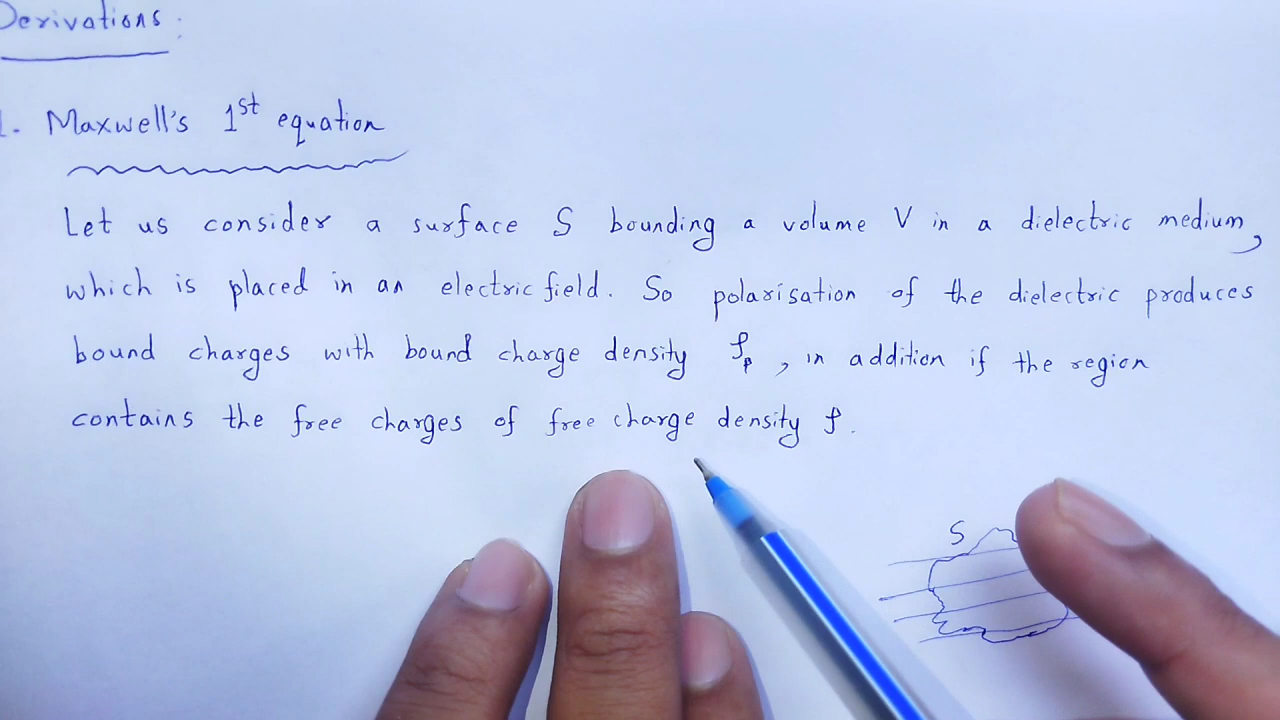 Derivations:
1. Maxwell's 1st equation
Let us consider a surface S bounding a volume V in a dielectric medium,
which is placed in an electric field. So polarisation of the dielectric produces
bound charges with bound charge density ρₚ, in addition if the region
contains the free charges of free charge density ρ.
S